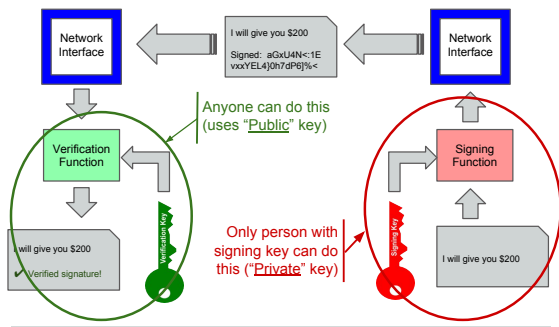 Network
Interface
I will give you $200
Signed: aGxU4N<:1E
vxxYEL4}0h7dP6]%<
Network
Interface
Anyone can do this
(uses “Public” key)
Verification
Function
Signing
Function
Verification Key
Signing Key
Only person with
signing key can do
this (“Private” key)
I will give you $200
✔ Verified signature!
I will give you $200